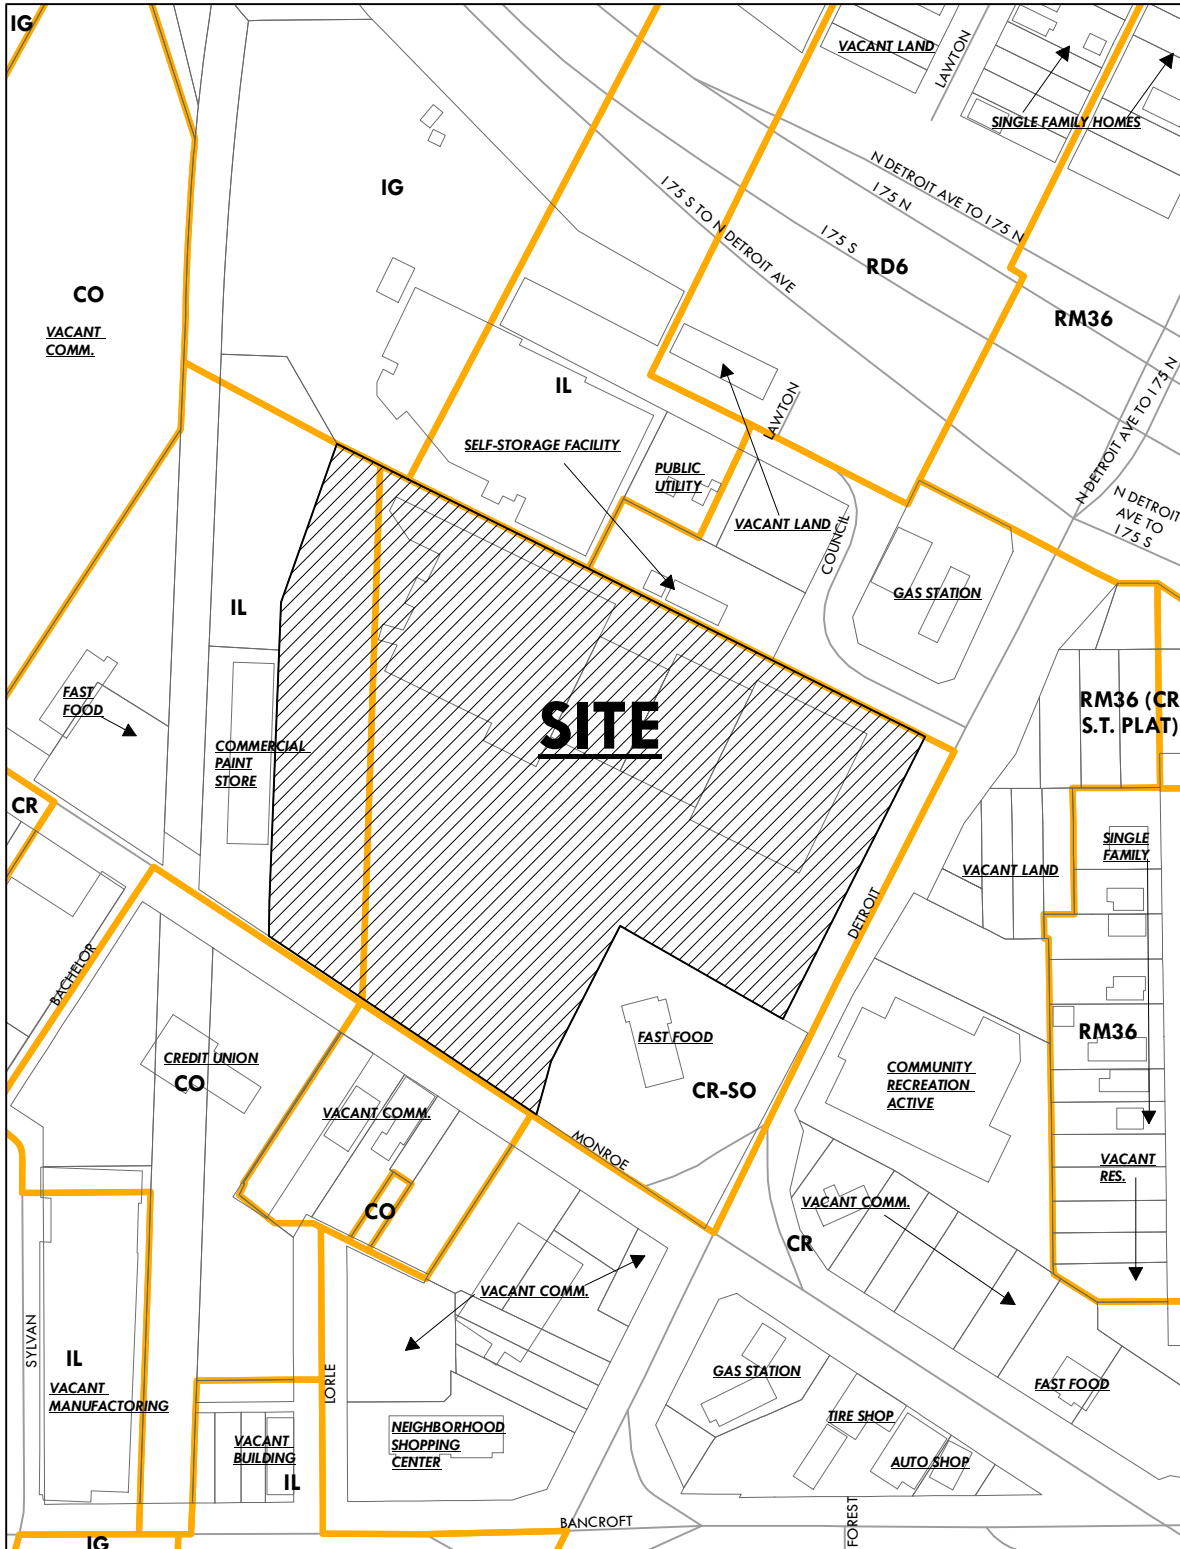 IG
VACANT LAND
LAWTON
SINGLE FAMILY HOMES
N DETROIT AVE TO I 75 N
I 75 N
IG
I 75 S TO N DETROIT AVE
I 75 S
RD6
CO
RM36
VACANT
COMM.
N DETROIT AVE TO I 75 N
IL
LAWTON
SELF-STORAGE FACILITY
PUBLIC
UTILITY
N DETROIT
AVE TO
I 75 S
VACANT LAND
COUNCIL
GAS STATION
IL
FAST
FOOD
RM36 (CR
S.T. PLAT)
SITE
COMMERCIAL
PAINT
STORE
CR
SINGLE
FAMILY
VACANT LAND
DETROIT
BACHELOR
FAST FOOD
RM36
CREDIT UNION
CO
COMMUNITY
RECREATION
ACTIVE
CR-SO
VACANT COMM.
MONROE
VACANT
RES.
VACANT COMM.
CO
CR
VACANT COMM.
SYLVAN
IL
LORLE
GAS STATION
VACANT
MANUFACTORING
FAST FOOD
TIRE SHOP
NEIGHBORHOOD
SHOPPING
CENTER
VACANT
BUILDING
AUTO SHOP
IL
BANCROFT
FOREST
IG